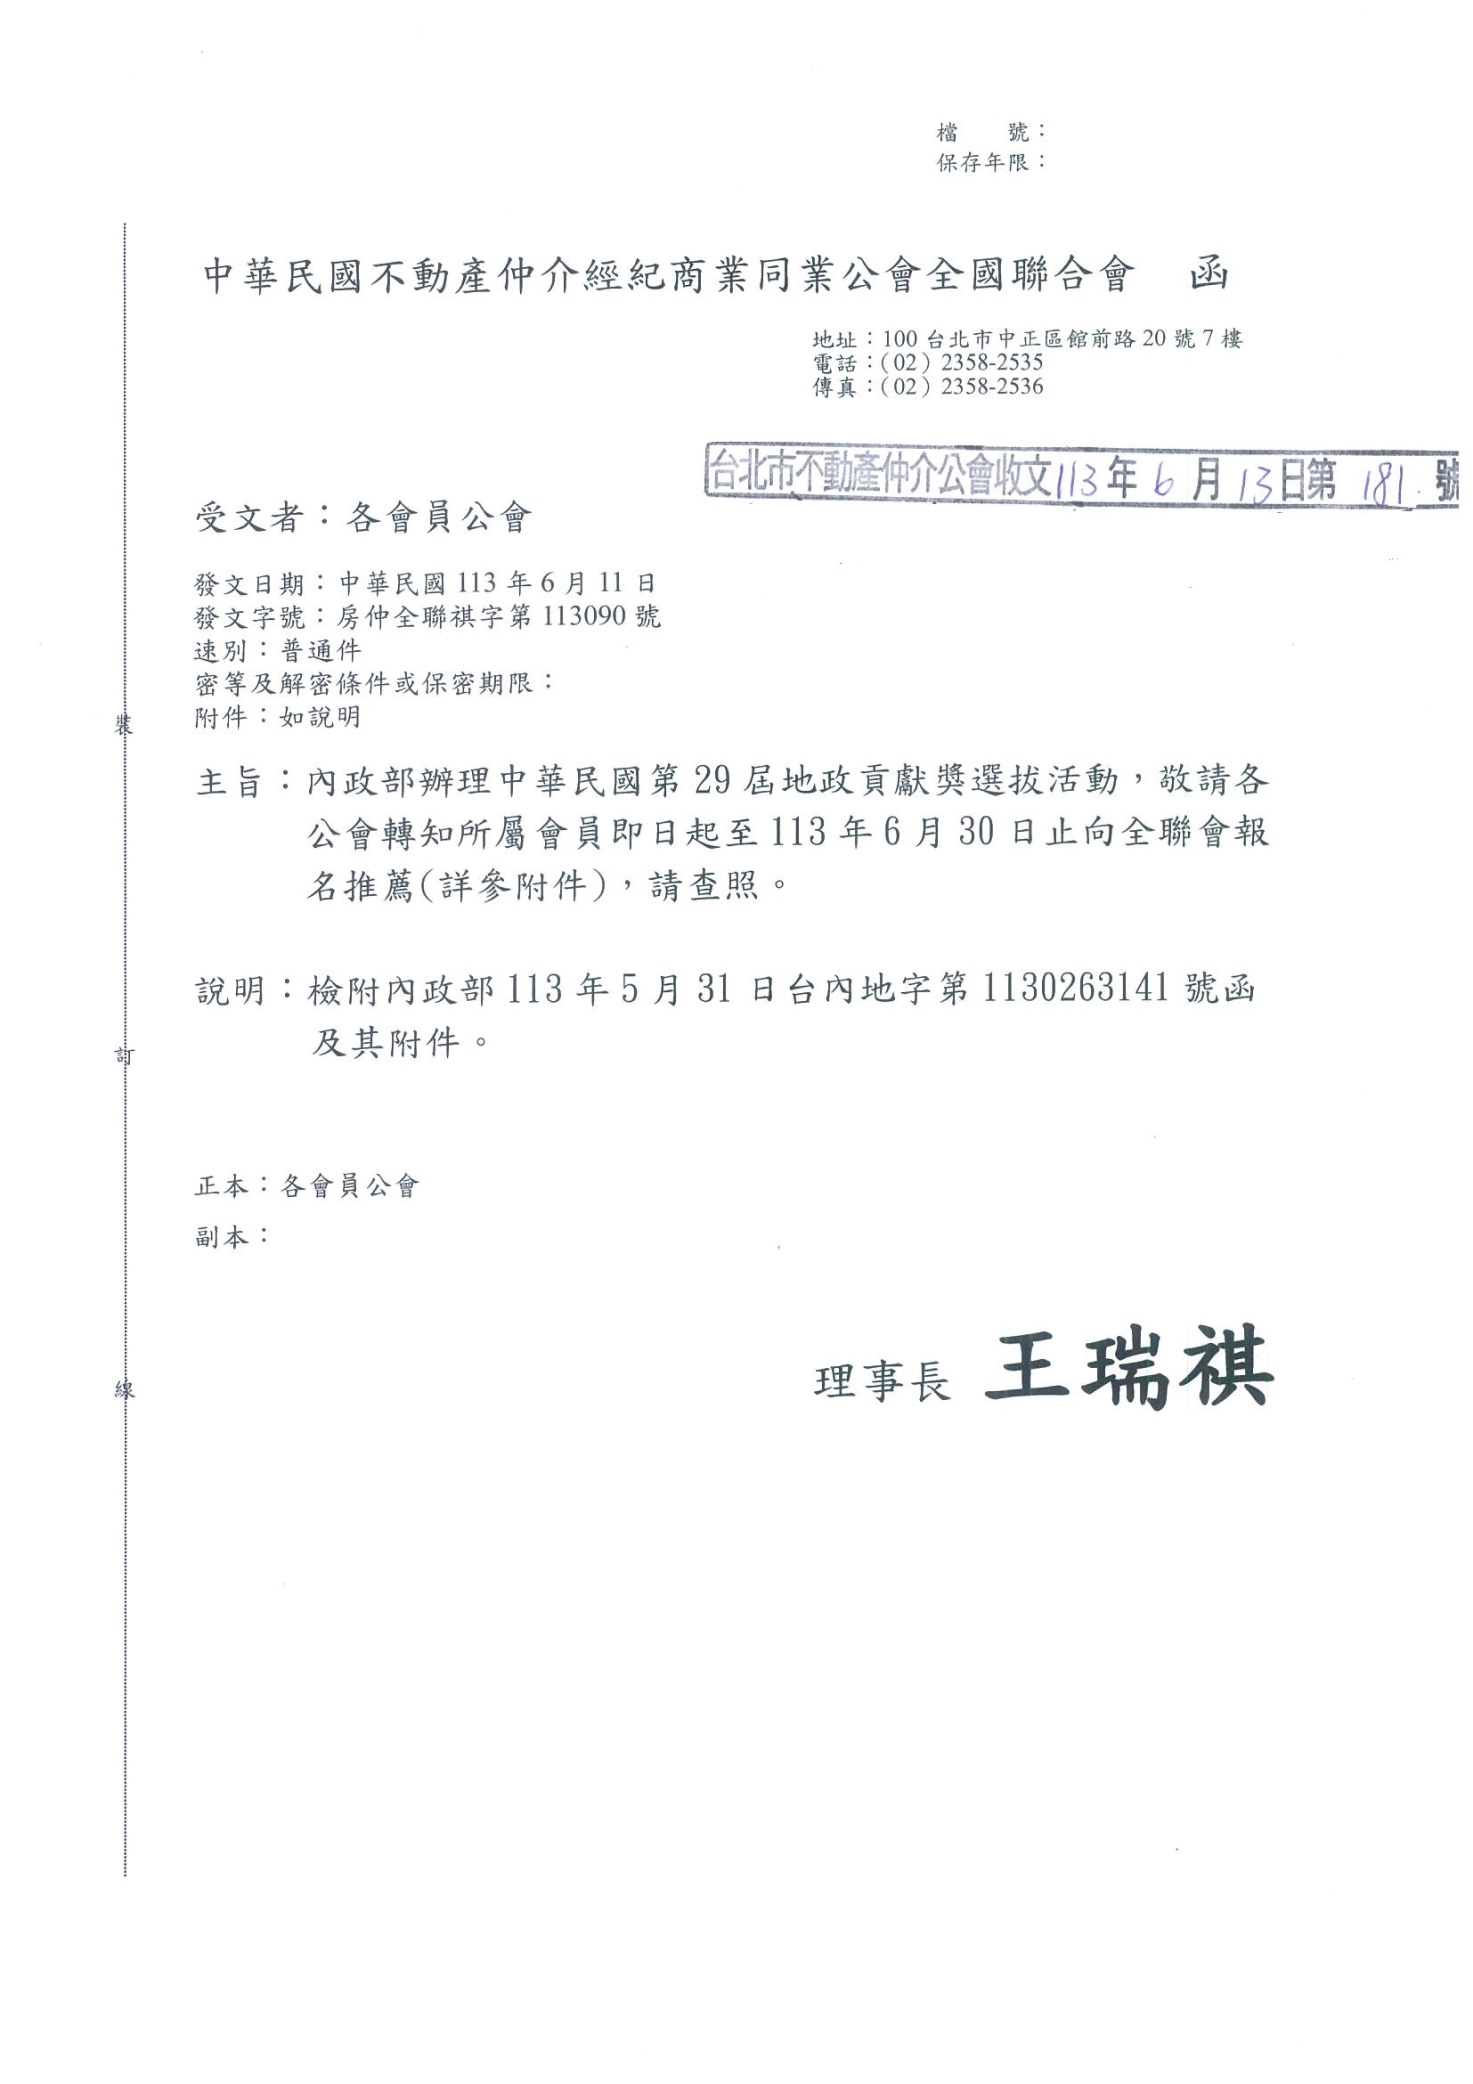 檔　　號：
保存年限：
中華民國不動產仲介經紀商業同業公會全國聯合會　函
地址：100 台北市中正區館前路 20 號 7 樓
電話：(02) 2358-2535
傳真：(02) 2358-2536
台北市不動產仲介公會收文113年6月13日第181號
受文者：各會員公會
發文日期：中華民國 113 年 6 月 11 日
發文字號：房仲全聯祺字第 113090 號
速別：普通件
密等及解密條件或保密期限：
附件：如說明
裝
主旨：內政部辦理中華民國第 29 屆地政貢獻獎選拔活動，敬請各
公會轉知所屬會員即日起至 113 年 6 月 30 日止向全聯會報
名推薦(詳參附件)，請查照。
說明：檢附內政部 113 年 5 月 31 日台內地字第 1130263141 號函
及其附件。
訂
正本：各會員公會
副本：
理事長 王瑞祺
線